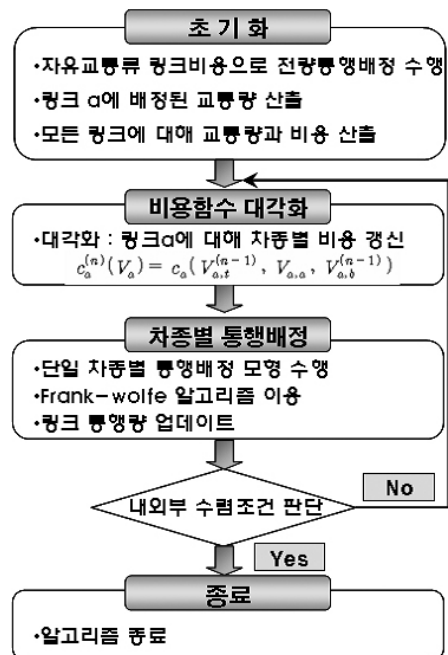 초 기 화
·자유교통류 링크비용으로 전량통행배정 수행
·링크 a에 배정된 교통량 산출
·모든 링크에 대해 교통량과 비용 산출
비용함수 대각화
·대각화 : 링크a에 대해 차종별 비용 갱신
c_a^{(n)}(V_a) = c_a(V_{a,t}^{(n-1)}, V_{a,a}, V_{a,b}^{(n-1)})
차종별 통행배정
·단일 차종별 통행배정 모형 수행
·Frank-wolfe 알고리즘 이용
·링크 통행량 업데이트
내외부 수렴조건 판단
No
Yes
종료
·알고리즘 종료